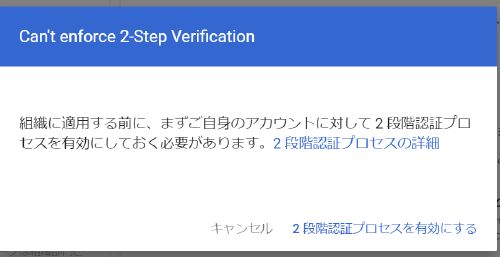 Can't enforce 2-Step Verification
組織に適用する前に、まずご自身のアカウントに対して 2 段階認証プロ
セスを有効にしておく必要があります。2 段階認証プロセスの詳細
キャンセル 2 段階認証プロセスを有効にする